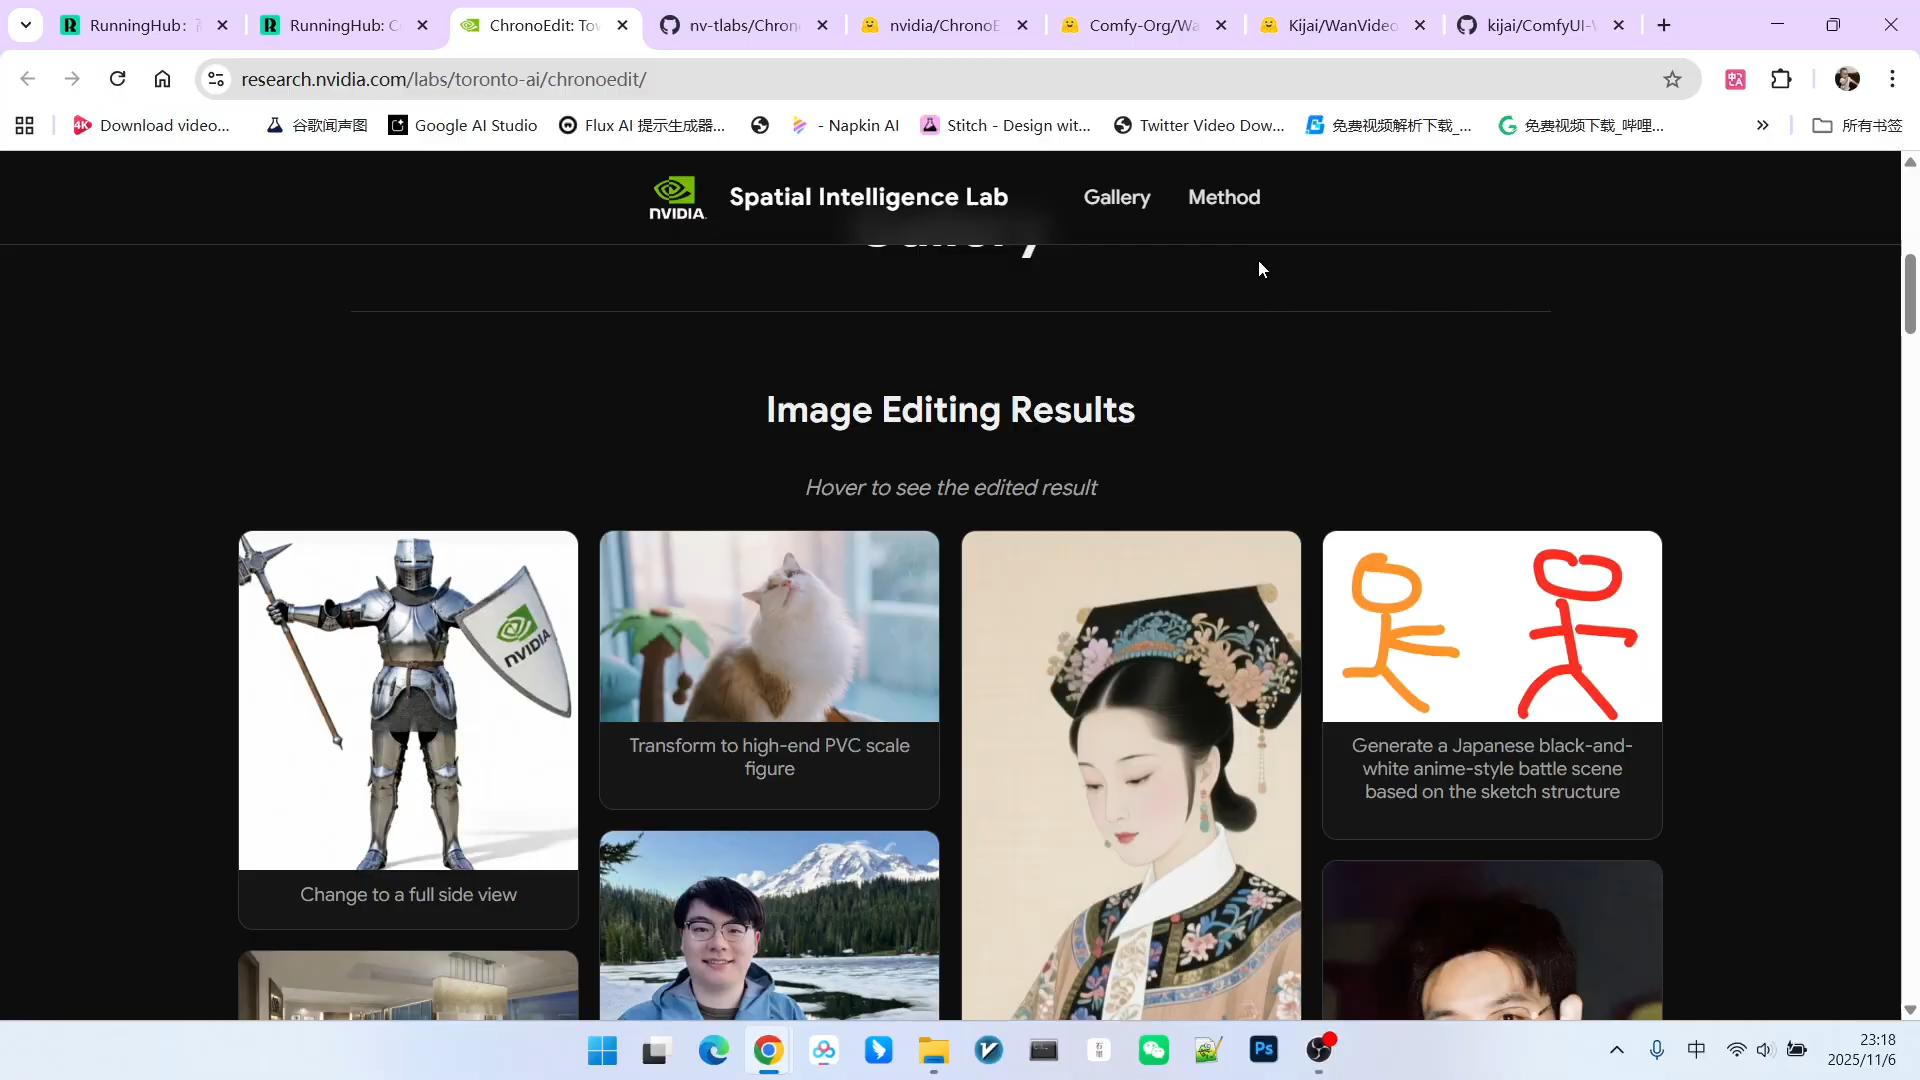 RunningHub: 
RunningHub: C
ChronoEdit: Tow
nv-tlabs/Chron
nvidia/ChronoE
Comfy-Org/Wa
Kijai/WanVideo
kijai/ComfyUI-V
research.nvidia.com/labs/toronto-ai/chronoedit/
Download video...
谷歌闻声图
Google AI Studio
Flux AI 提示生成器...
- Napkin AI
Stitch - Design wit...
Twitter Video Dow...
免费视频解析下载_...
免费视频下载_哔哩...
所有书签
NVIDIA.
Spatial Intelligence Lab
Gallery
Method
Gallery
Image Editing Results
Hover to see the edited result
NVIDIA
Change to a full side view
Transform to high-end PVC scale
figure
Generate a Japanese black-and-
white anime-style battle scene
based on the sketch structure
Ps
中
23:18
2025/11/6